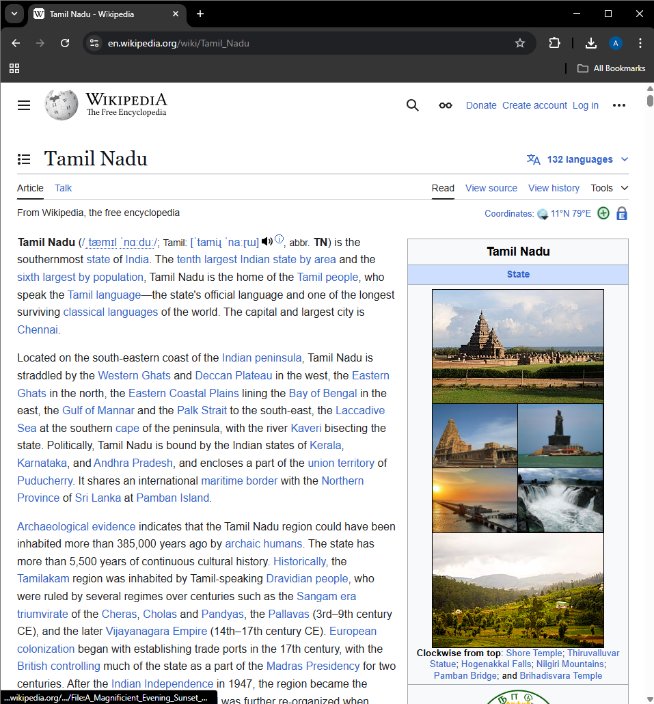 Tamil Nadu - Wikipedia
en.wikipedia.org/wiki/Tamil_Nadu
A
All Bookmarks
WIKIPEDIA
The Free Encyclopedia
Donate Create account Log in
Tamil Nadu
132 languages
Article Talk Read View source View history Tools
From Wikipedia, the free encyclopedia
Coordinates: 11°N 79°E
Tamil Nadu (/ˌtæmɪl ˈnɑːduː/; Tamil: [ˈtamiɻ ˈnaːɽɯ] ⓘ, abbr. TN) is the
southernmost state of India. The tenth largest Indian state by area and the
sixth largest by population, Tamil Nadu is the home of the Tamil people, who
speak the Tamil language—the state's official language and one of the longest
surviving classical languages of the world. The capital and largest city is
Chennai.
Located on the south-eastern coast of the Indian peninsula, Tamil Nadu is
straddled by the Western Ghats and Deccan Plateau in the west, the Eastern
Ghats in the north, the Eastern Coastal Plains lining the Bay of Bengal in the
east, the Gulf of Mannar and the Palk Strait to the south-east, the Laccadive
Sea at the southern cape of the peninsula, with the river Kaveri bisecting the
state. Politically, Tamil Nadu is bound by the Indian states of Kerala,
Karnataka, and Andhra Pradesh, and encloses a part of the union territory of
Puducherry. It shares an international maritime border with the Northern
Province of Sri Lanka at Pamban Island.
Archaeological evidence indicates that the Tamil Nadu region could have been
inhabited more than 385,000 years ago by archaic humans. The state has
more than 5,500 years of continuous cultural history. Historically, the
Tamilakam region was inhabited by Tamil-speaking Dravidian people, who
were ruled by several regimes over centuries such as the Sangam era
triumvirate of the Cheras, Cholas and Pandyas, the Pallavas (3rd–9th century
CE), and the later Vijayanagara Empire (14th–17th century CE). European
colonization began with establishing trade ports in the 17th century, with the
British controlling much of the state as a part of the Madras Presidency for two
centuries. After the Indian Independence in 1947, the region became the
was further re-organized when
Tamil Nadu
State
Clockwise from top: Shore Temple; Thiruvalluvar
Statue; Hogenakkal Falls; Nilgiri Mountains;
Pamban Bridge; and Brihadisvara Temple
...wikipedia.org/.../File:A_Magnificent_Evening_Sunset_...